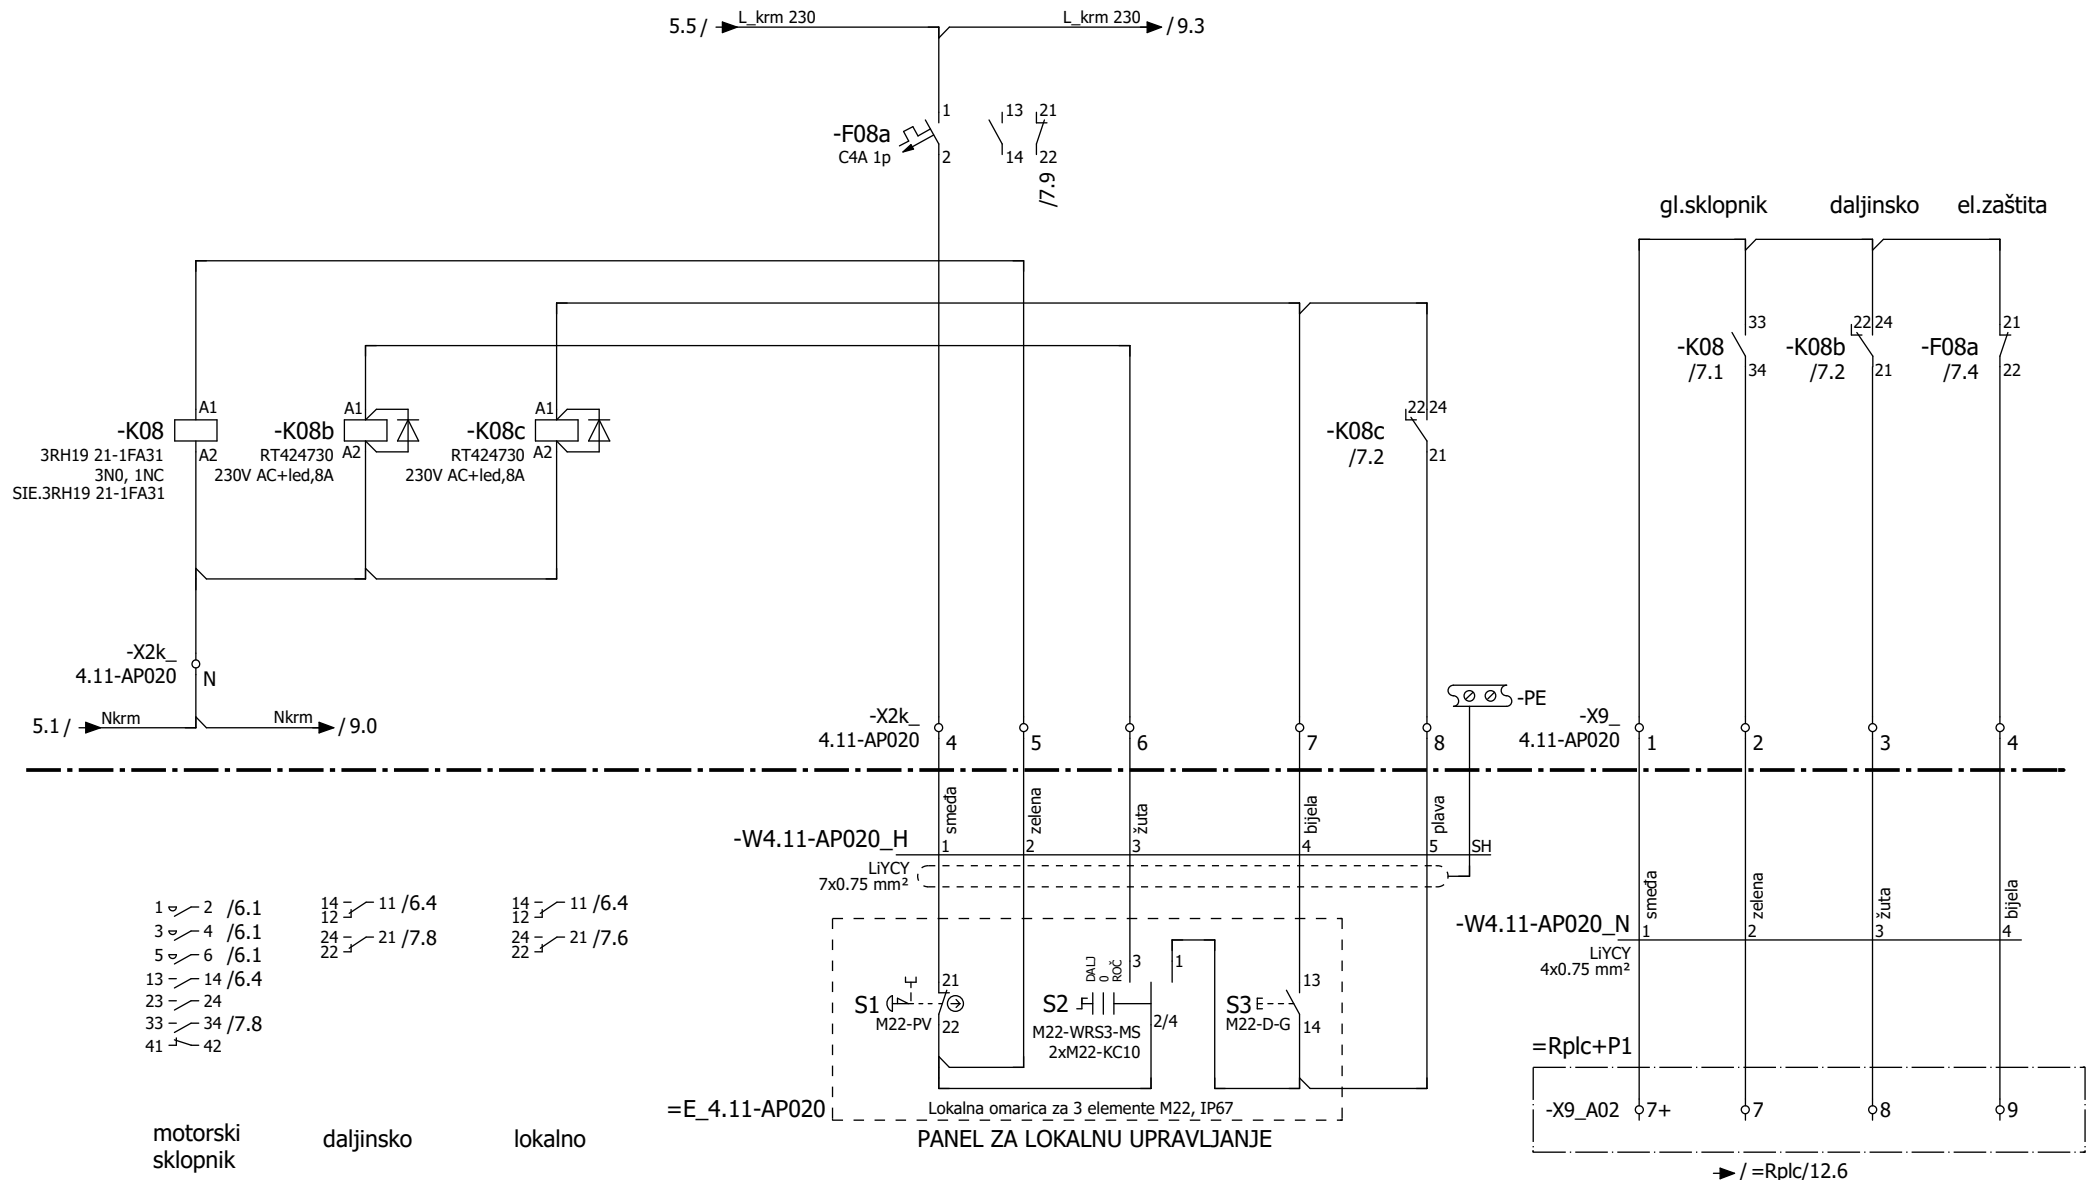 5.5 /
L_krm 230
L_krm 230
/ 9.3
-F08a
C4A 1p
1
2
13
14
21
22
/7.9
gl.sklopnik
daljinsko
el.zaštita
-K08
/7.1
33
34
-K08b
/7.2
22
24
21
-F08a
/7.4
21
22
-K08
3RH19 21-1FA31
3N0, 1NC
SIE.3RH19 21-1FA31
A1
A2
-K08b
RT424730
230V AC+led,8A
A1
A2
-K08c
RT424730
230V AC+led,8A
A1
A2
-K08c
/7.2
22
24
21
-X2k_
4.11-AP020
N
5.1 /
Nkrm
Nkrm
/ 9.0
-X2k_
4.11-AP020
4
5
6
7
8
-PE
-X9_
4.11-AP020
1
2
3
4
-W4.11-AP020_H
LiYCY
7x0.75 mm²
smeđa
1
zelena
2
žuta
3
bijela
4
plava
5
SH
-W4.11-AP020_N
LiYCY
4x0.75 mm²
smeđa
1
zelena
2
žuta
3
bijela
4
1 2 /6.1
3 4 /6.1
5 6 /6.1
13 14 /6.4
23 24
33 34 /7.8
41 42
14 11 /6.4
12
24 21 /7.8
22
14 11 /6.4
12
24 21 /7.6
22
motorski
sklopnik
daljinsko
lokalno
S1
M22-PV
21
22
S2
M22-WRS3-MS
2xM22-KC10
DALJ
0
ROČ
3
1
2/4
S3
M22-D-G
13
14
=E_4.11-AP020
Lokalna omarica za 3 elemente M22, IP67
PANEL ZA LOKALNU UPRAVLJANJE
=Rplc+P1
-X9_A02
7+
7
8
9
/ =Rplc/12.6